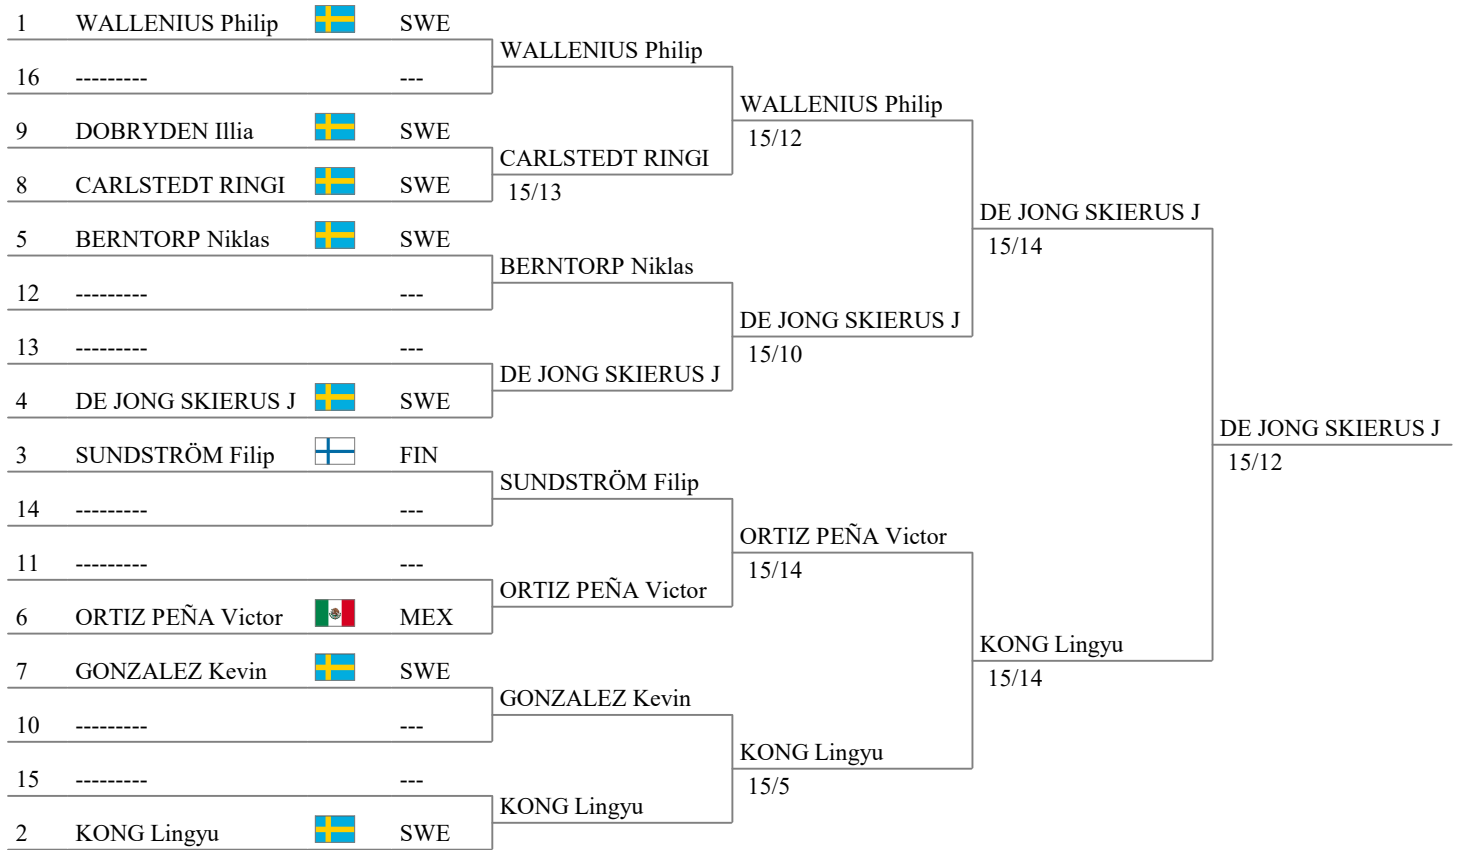 1 WALLENIUS Philip SWE
16 --------- ---
9 DOBRYDEN Illia SWE
8 CARLSTEDT RINGI SWE
5 BERNTORP Niklas SWE
12 --------- ---
13 --------- ---
4 DE JONG SKIERUS J SWE
3 SUNDSTRÖM Filip FIN
14 --------- ---
11 --------- ---
6 ORTIZ PEÑA Victor MEX
7 GONZALEZ Kevin SWE
10 --------- ---
15 --------- ---
2 KONG Lingyu SWE
WALLENIUS Philip
CARLSTEDT RINGI
15/13
BERNTORP Niklas
DE JONG SKIERUS J
SUNDSTRÖM Filip
ORTIZ PEÑA Victor
GONZALEZ Kevin
KONG Lingyu
WALLENIUS Philip
15/12
DE JONG SKIERUS J
15/10
ORTIZ PEÑA Victor
15/14
KONG Lingyu
15/5
DE JONG SKIERUS J
15/14
KONG Lingyu
15/14
DE JONG SKIERUS J
15/12